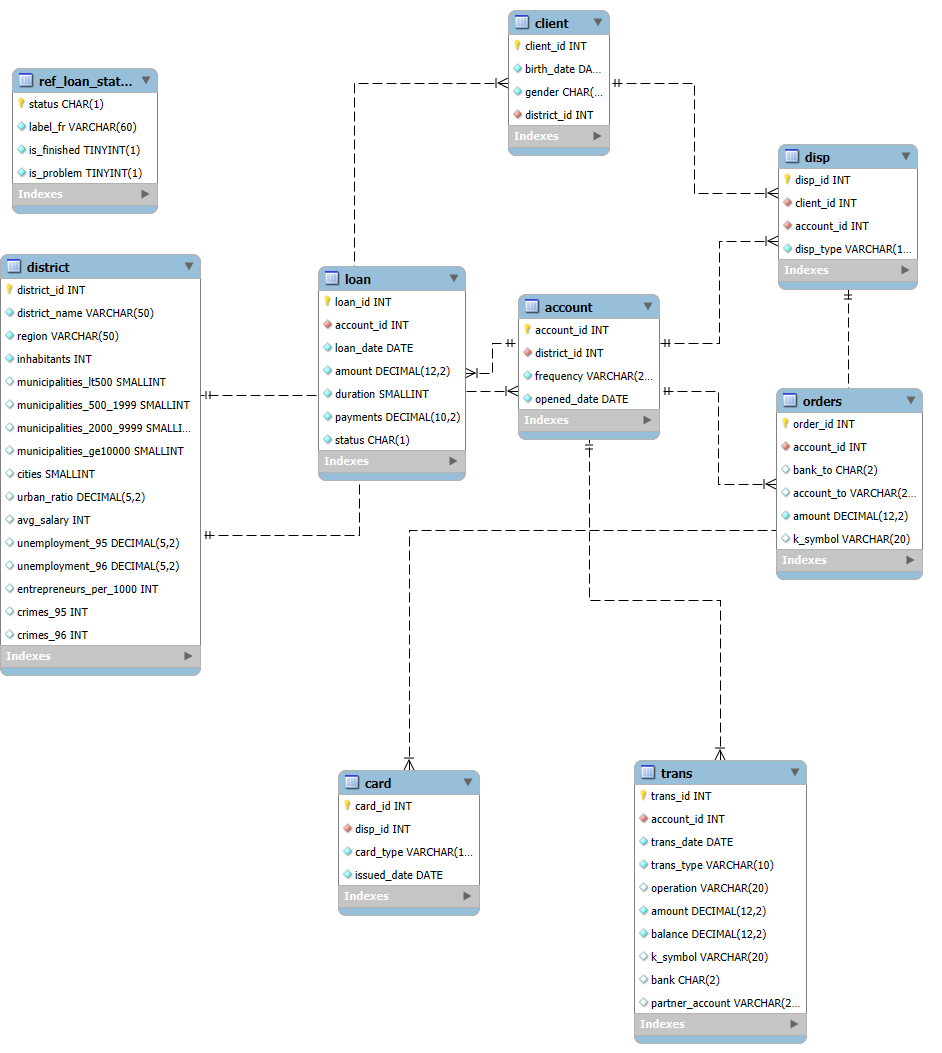 client
client_id INT
birth_date DA...
gender CHAR(...
district_id INT
Indexes
ref_loan_stat...
status CHAR(1)
label_fr VARCHAR(60)
is_finished TINYINT(1)
is_problem TINYINT(1)
Indexes
disp
disp_id INT
client_id INT
account_id INT
disp_type VARCHAR(1...
Indexes
district
district_id INT
district_name VARCHAR(50)
region VARCHAR(50)
inhabitants INT
municipalities_lt500 SMALLINT
municipalities_500_1999 SMALLINT
municipalities_2000_9999 SMALLI...
municipalities_ge10000 SMALLINT
cities SMALLINT
urban_ratio DECIMAL(5,2)
avg_salary INT
unemployment_95 DECIMAL(5,2)
unemployment_96 DECIMAL(5,2)
entrepreneurs_per_1000 INT
crimes_95 INT
crimes_96 INT
Indexes
loan
loan_id INT
account_id INT
loan_date DATE
amount DECIMAL(12,2)
duration SMALLINT
payments DECIMAL(10,2)
status CHAR(1)
Indexes
account
account_id INT
district_id INT
frequency VARCHAR(2...
opened_date DATE
Indexes
orders
order_id INT
account_id INT
bank_to CHAR(2)
account_to VARCHAR(2...
amount DECIMAL(12,2)
k_symbol VARCHAR(20)
Indexes
card
card_id INT
disp_id INT
card_type VARCHAR(1...
issued_date DATE
Indexes
trans
trans_id INT
account_id INT
trans_date DATE
trans_type VARCHAR(10)
operation VARCHAR(20)
amount DECIMAL(12,2)
balance DECIMAL(12,2)
k_symbol VARCHAR(20)
bank CHAR(2)
partner_account VARCHAR(2...
Indexes